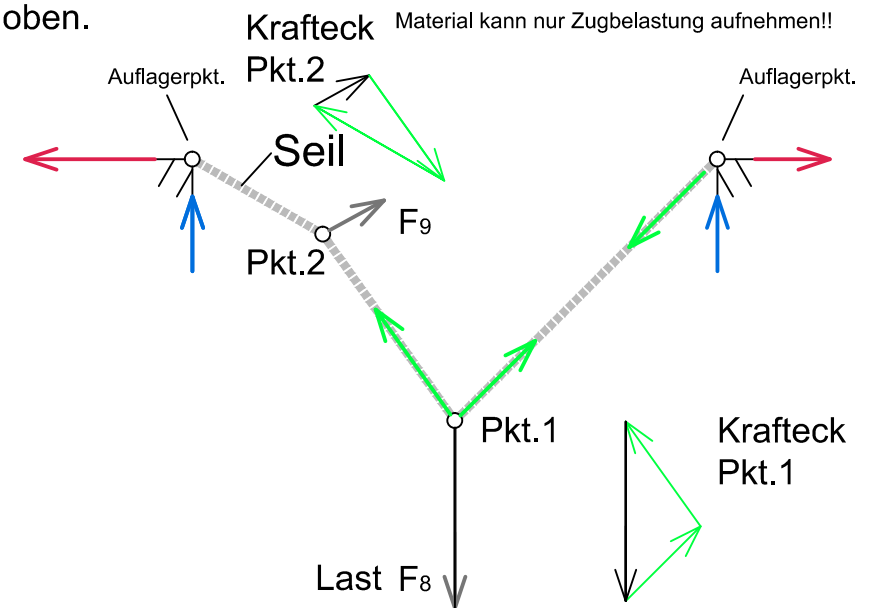 oben.
Krafteck
Pkt.2
Material kann nur Zugbelastung aufnehmen!!
Auflagerpkt.
Auflagerpkt.
Seil
F9
Pkt.2
Pkt.1
Krafteck
Pkt.1
Last F8